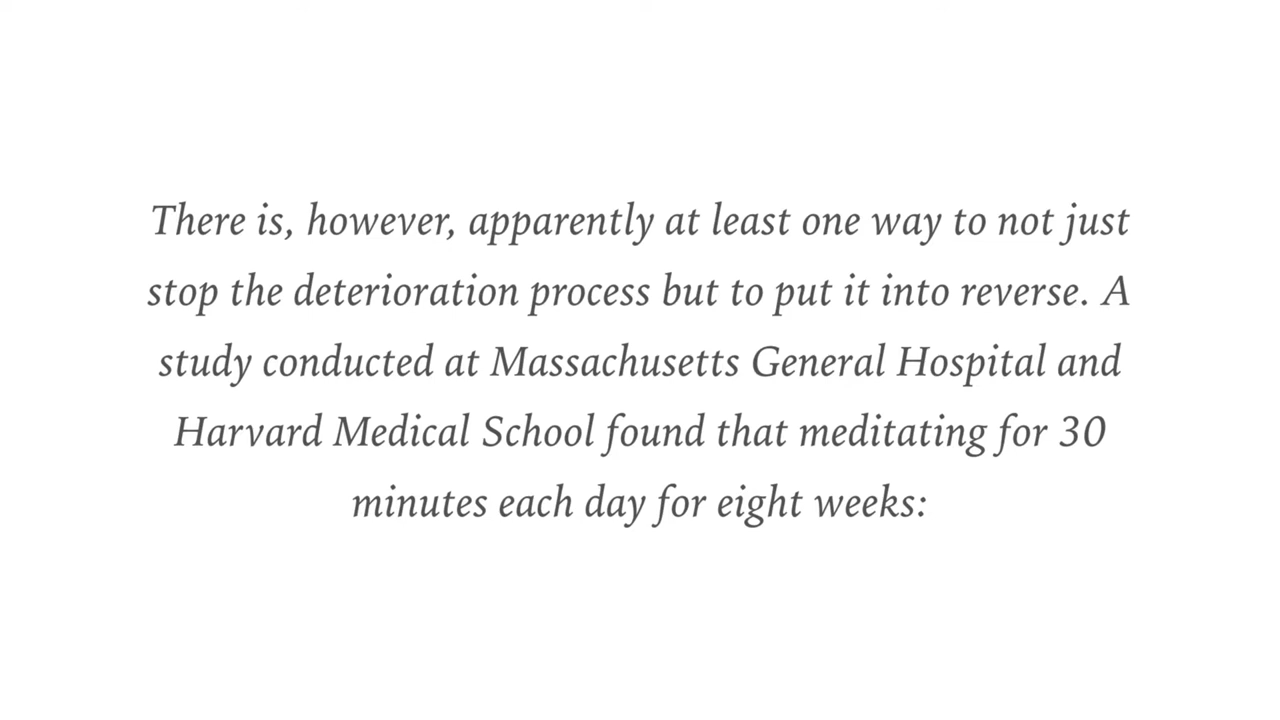 There is, however, apparently at least one way to not just
stop the deterioration process but to put it into reverse. A
study conducted at Massachusetts General Hospital and
Harvard Medical School found that meditating for 30
minutes each day for eight weeks: